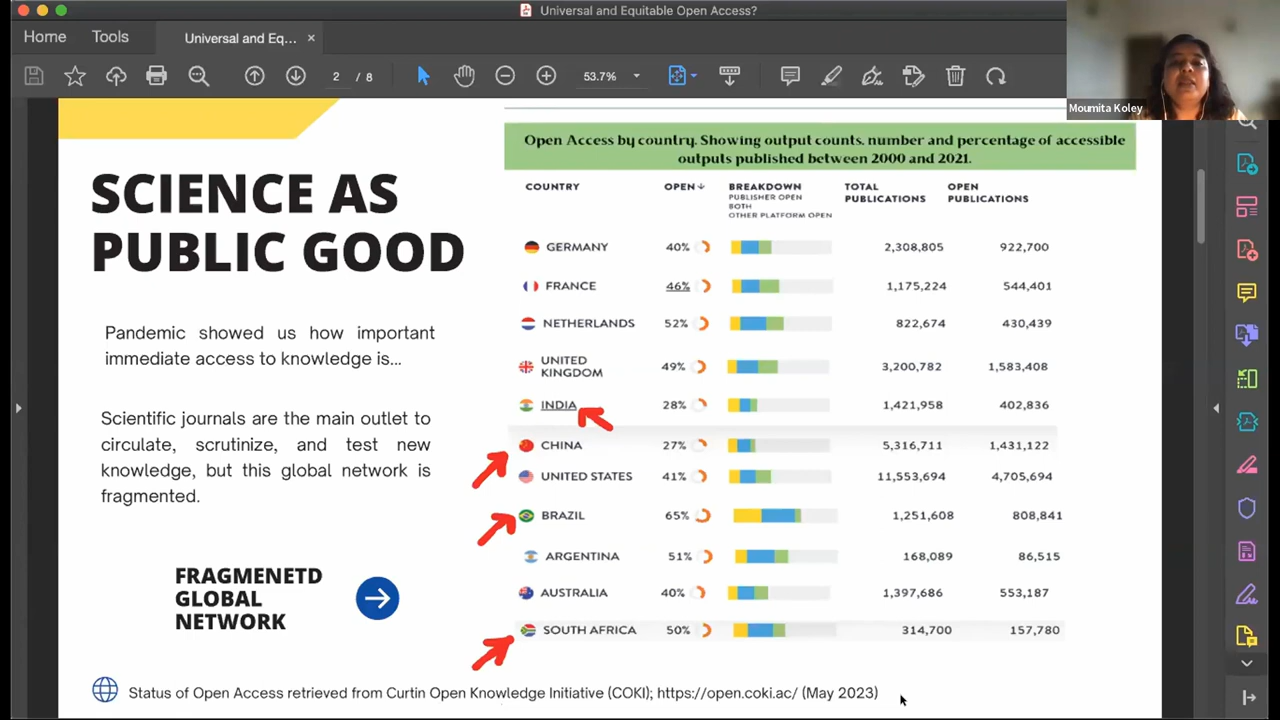 Universal and Equitable Open Access?
Home
Tools
Universal and Eq... ×
2 / 8
53.7%
Moumita Koley
SCIENCE AS
PUBLIC GOOD
Pandemic showed us how important
immediate access to knowledge is...
Scientific journals are the main outlet to
circulate, scrutinize, and test new
knowledge, but this global network is
fragmented.
FRAGMENETD
GLOBAL
NETWORK
Open Access by country. Showing output counts, number and percentage of accessible
outputs published between 2000 and 2021.
COUNTRY OPEN↓ BREAKDOWN TOTAL OPEN
PUBLISHER OPEN PUBLICATIONS PUBLICATIONS
BOTH
OTHER PLATFORM OPEN
GERMANY 40% 2,308,805 922,700
FRANCE 46% 1,175,224 544,401
NETHERLANDS 52% 822,674 430,439
UNITED
KINGDOM 49% 3,200,782 1,583,408
INDIA 28% 1,421,958 402,836
CHINA 27% 5,316,711 1,431,122
UNITED STATES 41% 11,553,694 4,705,694
BRAZIL 65% 1,251,608 808,841
ARGENTINA 51% 168,089 86,515
AUSTRALIA 40% 1,397,686 553,187
SOUTH AFRICA 50% 314,700 157,780
Status of Open Access retrieved from Curtin Open Knowledge Initiative (COKI); https://open.coki.ac/ (May 2023)